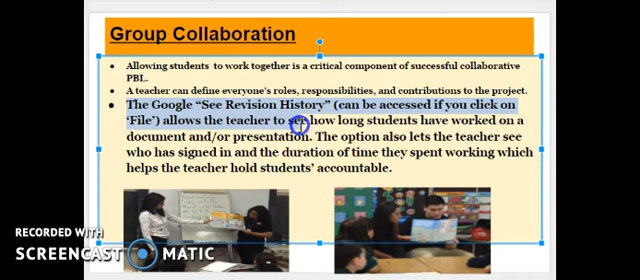 Group Collaboration
• Allowing students to work together is a critical component of successful collaborative
PBL.
• A teacher can define everyone's roles, responsibilities, and contributions to the project.
• The Google “See Revision History” (can be accessed if you click on
‘File’) allows the teacher to see how long students have worked on a
document and/or presentation. The option also lets the teacher see
who has signed in and the duration of time they spent working which
helps the teacher hold students’ accountable.
RECORDED WITH
SCREENCAST MATIC